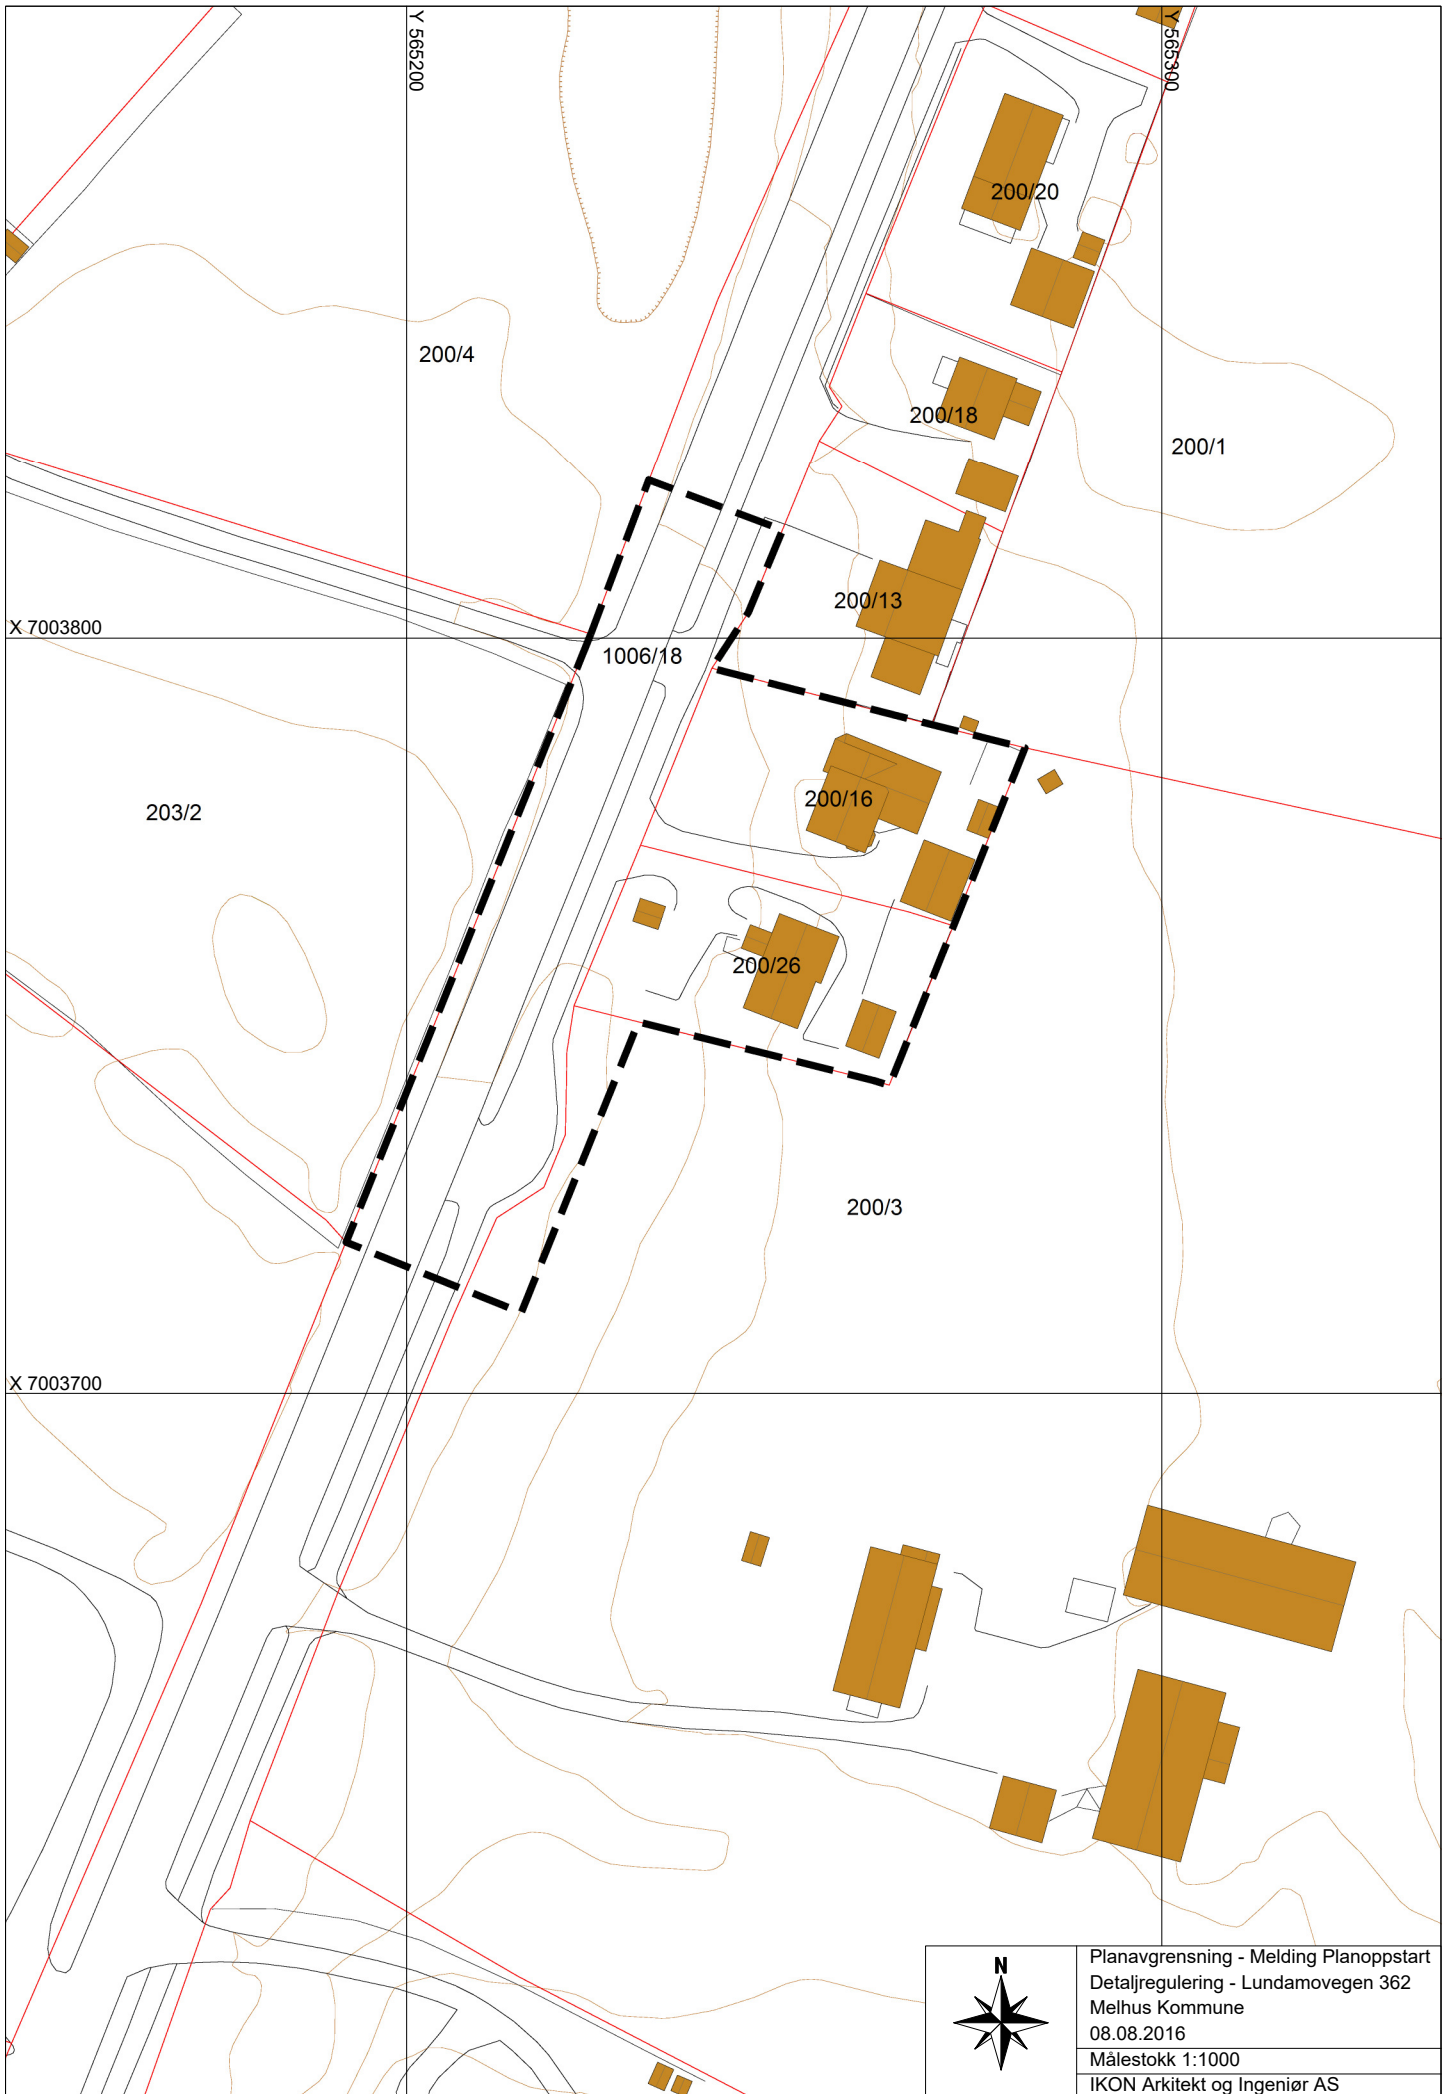 Y 565200
Y 565300
200/20
200/4
200/18
200/1
200/13
X 7003800
1006/18
200/16
203/2
200/26
200/3
X 7003700
N
Planavgrensning - Melding Planoppstart
Detaljregulering - Lundamovegen 362
Melhus Kommune
08.08.2016
Målestokk 1:1000
IKON Arkitekt og Ingeniør AS